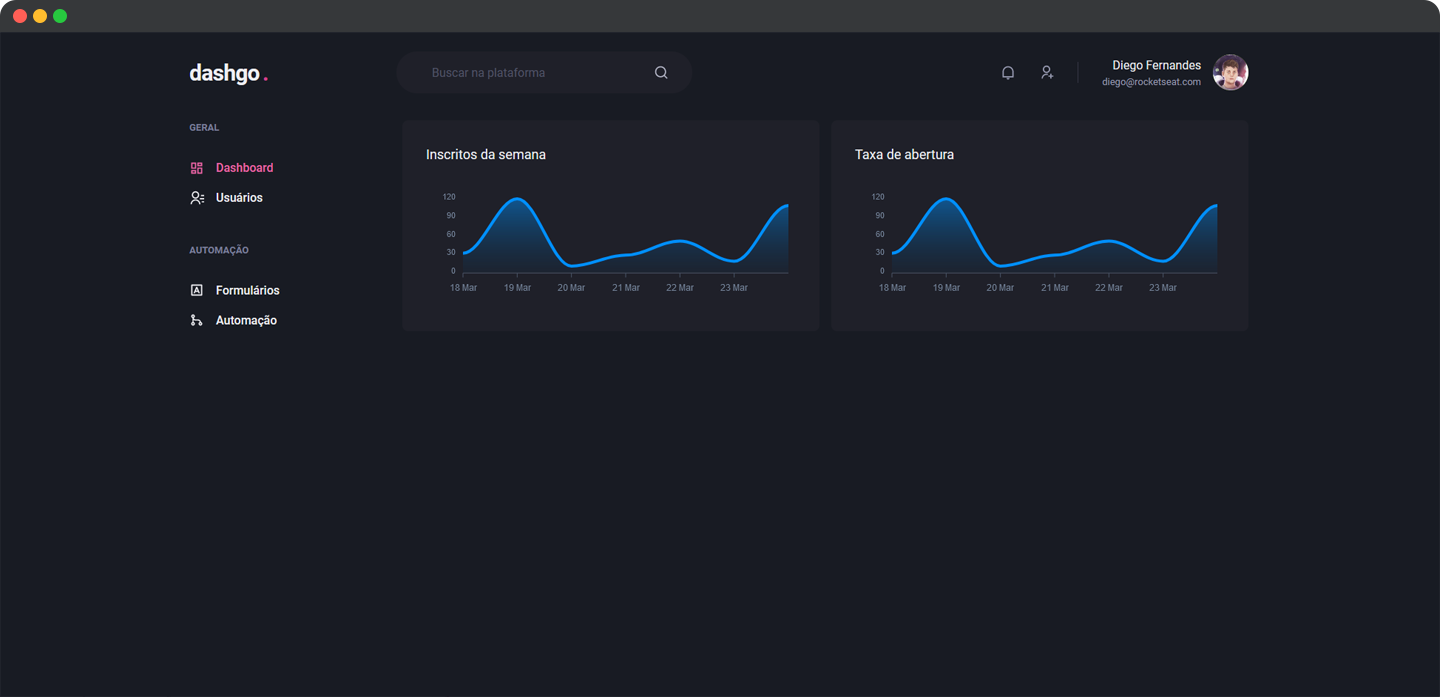 dashgo.
Buscar na plataforma
Diego Fernandes
diego@rocketseat.com
GERAL
Dashboard
Usuários
AUTOMAÇÃO
Formulários
Automação
Inscritos da semana
120
90
60
30
0
18 Mar 19 Mar 20 Mar 21 Mar 22 Mar 23 Mar
Taxa de abertura
120
90
60
30
0
18 Mar 19 Mar 20 Mar 21 Mar 22 Mar 23 Mar